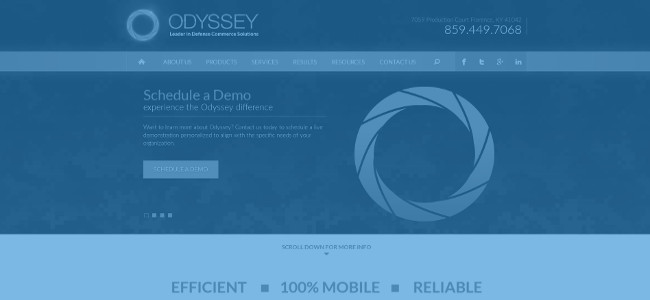 ODYSSEY
Leader in Defense Commerce Solutions
859.449.7068
ABOUT US PRODUCTS SERVICES RESULTS RESOURCES CONTACT US
Schedule a Demo
experience the Odyssey difference
Want to learn more about Odyssey? Contact us today to schedule a live
demonstration personalized to align with the specific needs of your
organization.
SCHEDULE A DEMO
SCROLL DOWN FOR MORE INFO
EFFICIENT ■ 100% MOBILE ■ RELIABLE